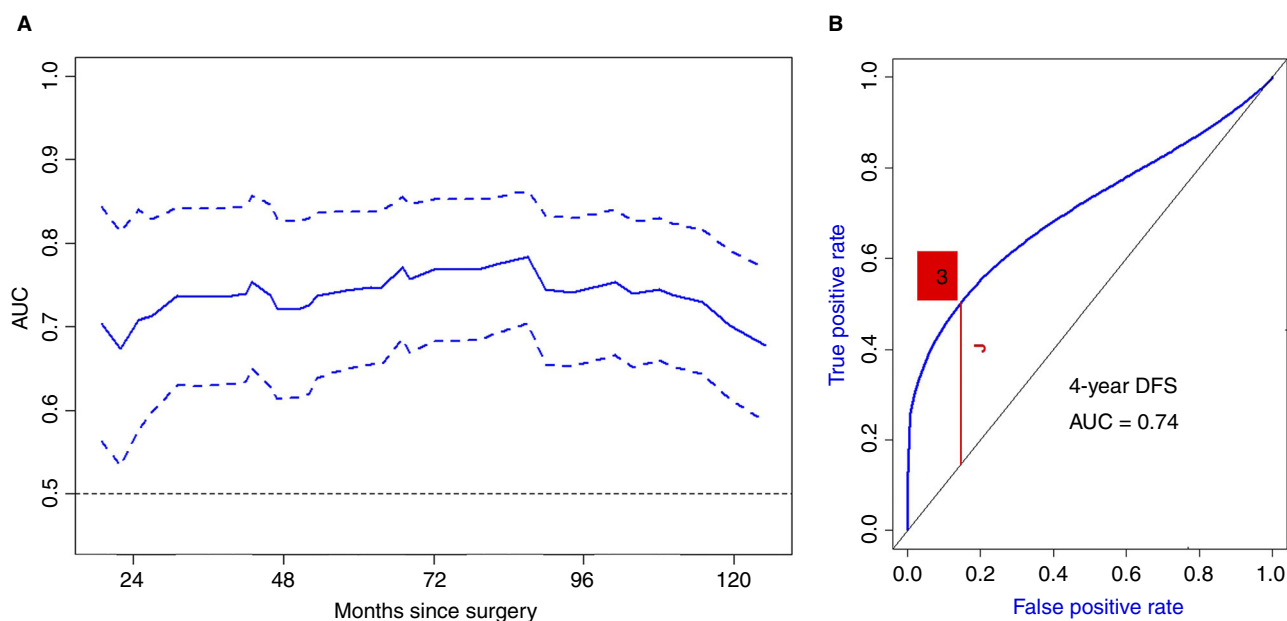 A
AUC
1.0
0.9
0.8
0.7
0.6
0.5
24 48 72 96 120
Months since surgery
B
True positive rate
1.0
0.8
0.6
0.4
0.2
0.0
3
J
4-year DFS
AUC = 0.74
0.0 0.2 0.4 0.6 0.8 1.0
False positive rate